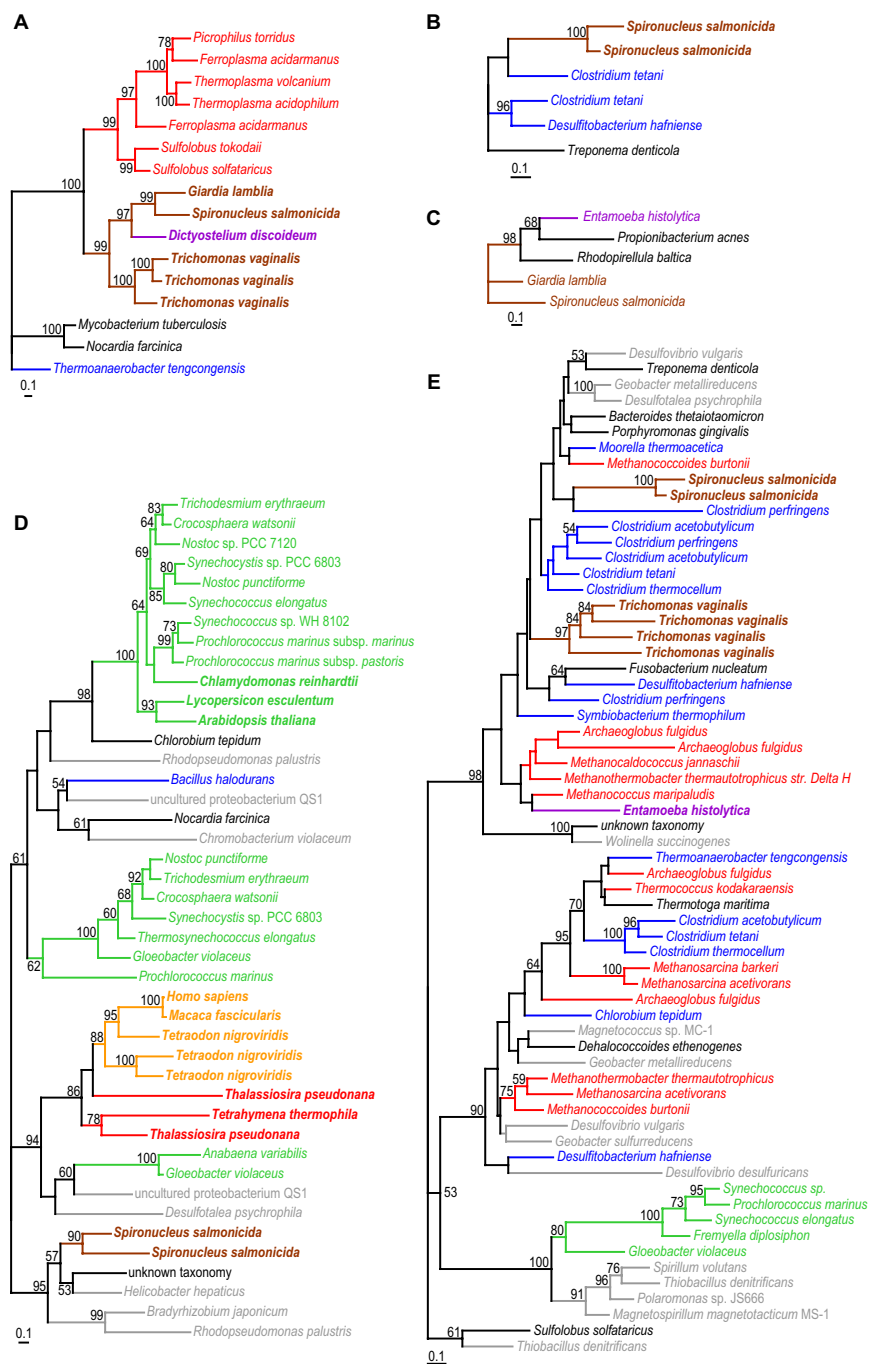 A
78
Picrophilus torridus
Ferroplasma acidarmanus
100
Thermoplasma volcanium
97
100
Thermoplasma acidophilum
99
Ferroplasma acidarmanus
Sulfolobus tokodaii
99
Sulfolobus solfataricus
100
Giardia lamblia
99
97
Spironucleus salmonicida
Dictyostelium discoideum
99
Trichomonas vaginalis
100
Trichomonas vaginalis
100
Trichomonas vaginalis
Mycobacterium tuberculosis
100
Nocardia farcinica
Thermoanaerobacter tengcongensis
0.1
B
Spironucleus salmonicida
100
Spironucleus salmonicida
Clostridium tetani
Clostridium tetani
96
Desulfitobacterium hafniense
Treponema denticola
0.1
C
Entamoeba histolytica
68
Propionibacterium acnes
98
Rhodopirellula baltica
Giardia lamblia
Spironucleus salmonicida
0.1
D
Trichodesmium erythraeum
83
64
Crocosphaera watsonii
Nostoc sp. PCC 7120
69
Synechocystis sp. PCC 6803
80
Nostoc punctiforme
85
Synechococcus elongatus
64
Synechococcus sp. WH 8102
73
99
Prochlorococcus marinus subsp. marinus
100
Prochlorococcus marinus subsp. pastoris
Chlamydomonas reinhardtii
98
Lycopersicon esculentum
93
Arabidopsis thaliana
Chlorobium tepidum
Rhodopseudomonas palustris
Bacillus halodurans
54
uncultured proteobacterium QS1
Nocardia farcinica
61
Chromobacterium violaceum
61
Nostoc punctiforme
92
Trichodesmium erythraeum
68
Crocosphaera watsonii
60
Synechocystis sp. PCC 6803
100
Thermosynechococcus elongatus
Gloeobacter violaceus
62
Prochlorococcus marinus
Homo sapiens
100
95
Macaca fascicularis
88
Tetraodon nigroviridis
Tetraodon nigroviridis
100
Tetraodon nigroviridis
86
Thalassiosira pseudonana
Tetrahymena thermophila
78
Thalassiosira pseudonana
94
Anabaena variabilis
100
Gloeobacter violaceus
60
uncultured proteobacterium QS1
Desulfotalea psychrophila
Spironucleus salmonicida
90
57
Spironucleus salmonicida
unknown taxonomy
53
Helicobacter hepaticus
95
Bradyrhizobium japonicum
99
Rhodopseudomonas palustris
0.1
E
Desulfovibrio vulgaris
53
Treponema denticola
Geobacter metallireducens
100
Desulfotalea psychrophila
Bacteroides thetaiotaomicron
Porphyromonas gingivalis
Moorella thermoacetica
Methanococcoides burtonii
Spironucleus salmonicida
100
Spironucleus salmonicida
Clostridium perfringens
Clostridium acetobutylicum
54
Clostridium perfringens
Clostridium acetobutylicum
Clostridium tetani
Clostridium thermocellum
Trichomonas vaginalis
84
84
Trichomonas vaginalis
97
Trichomonas vaginalis
Trichomonas vaginalis
Fusobacterium nucleatum
64
Desulfitobacterium hafniense
Clostridium perfringens
Symbiobacterium thermophilum
Archaeoglobus fulgidus
Archaeoglobus fulgidus
Methanocaldococcus jannaschii
98
Methanothermobacter thermautotrophicus str. Delta H
Methanococcus maripaludis
Entamoeba histolytica
unknown taxonomy
100
Wolinella succinogenes
Thermoanaerobacter tengcongensis
Archaeoglobus fulgidus
Thermococcus kodakaraensis
70
Thermotoga maritima
Clostridium acetobutylicum
96
95
100
Clostridium tetani
Clostridium thermocellum
64
Methanosarcina barkeri
100
Methanosarcina acetivorans
Archaeoglobus fulgidus
Chlorobium tepidum
Magnetococcus sp. MC-1
Dehalococcoides ethenogenes
Geobacter metallireducens
Methanothermobacter thermautotrophicus
59
75
Methanosarcina acetivorans
90
Methanococcoides burtonii
Desulfovibrio vulgaris
Geobacter sulfurreducens
Desulfitobacterium hafniense
Desulfovibrio desulfuricans
53
Synechococcus sp.
95
73
Prochlorococcus marinus
100
Synechococcus elongatus
80
Fremyella diplosiphon
Gloeobacter violaceus
100
Spirillum volutans
76
96
Thiobacillus denitrificans
91
Polaromonas sp. JS666
Magnetospirillum magnetotacticum MS-1
Sulfolobus solfataricus
61
Thiobacillus denitrificans
0.1